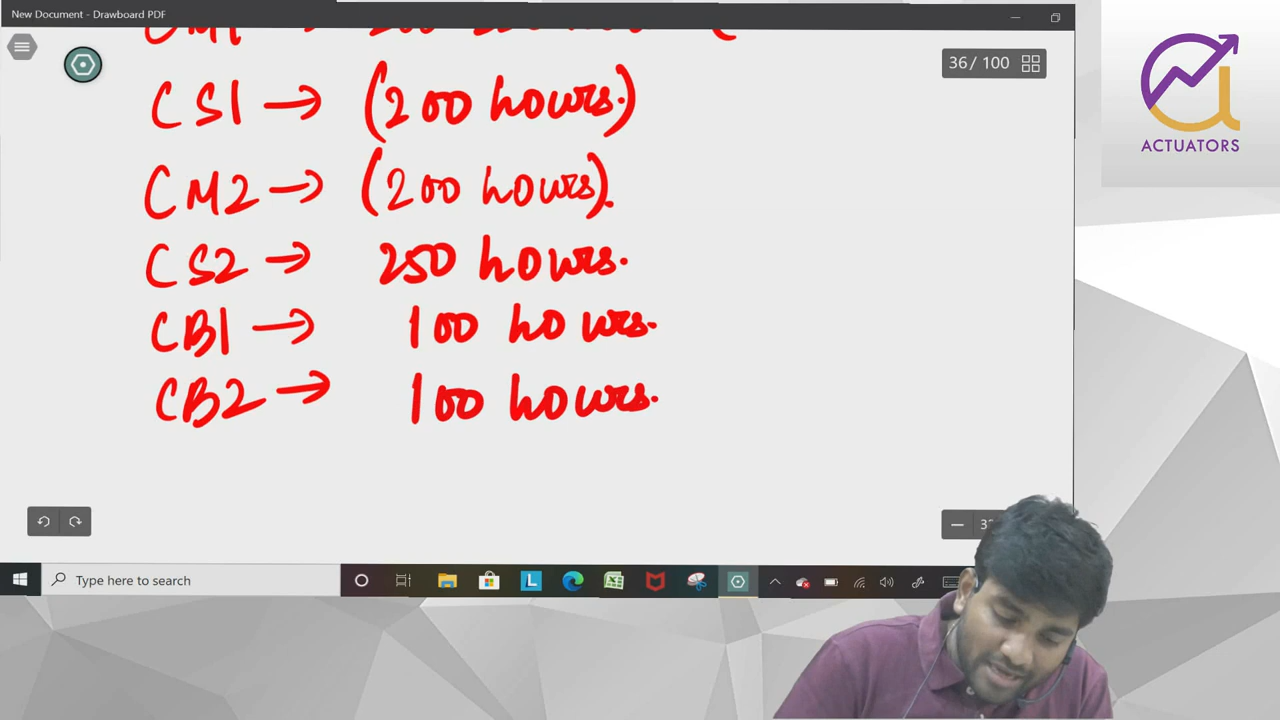 New Document - Drawboard PDF
36 / 100
CS1 → (200 hours.)
CM2 → (200 hours).
CS2 → 250 hours.
CB1 → 100 hours.
CB2 → 100 hours.
Type here to search
ACTUATORS